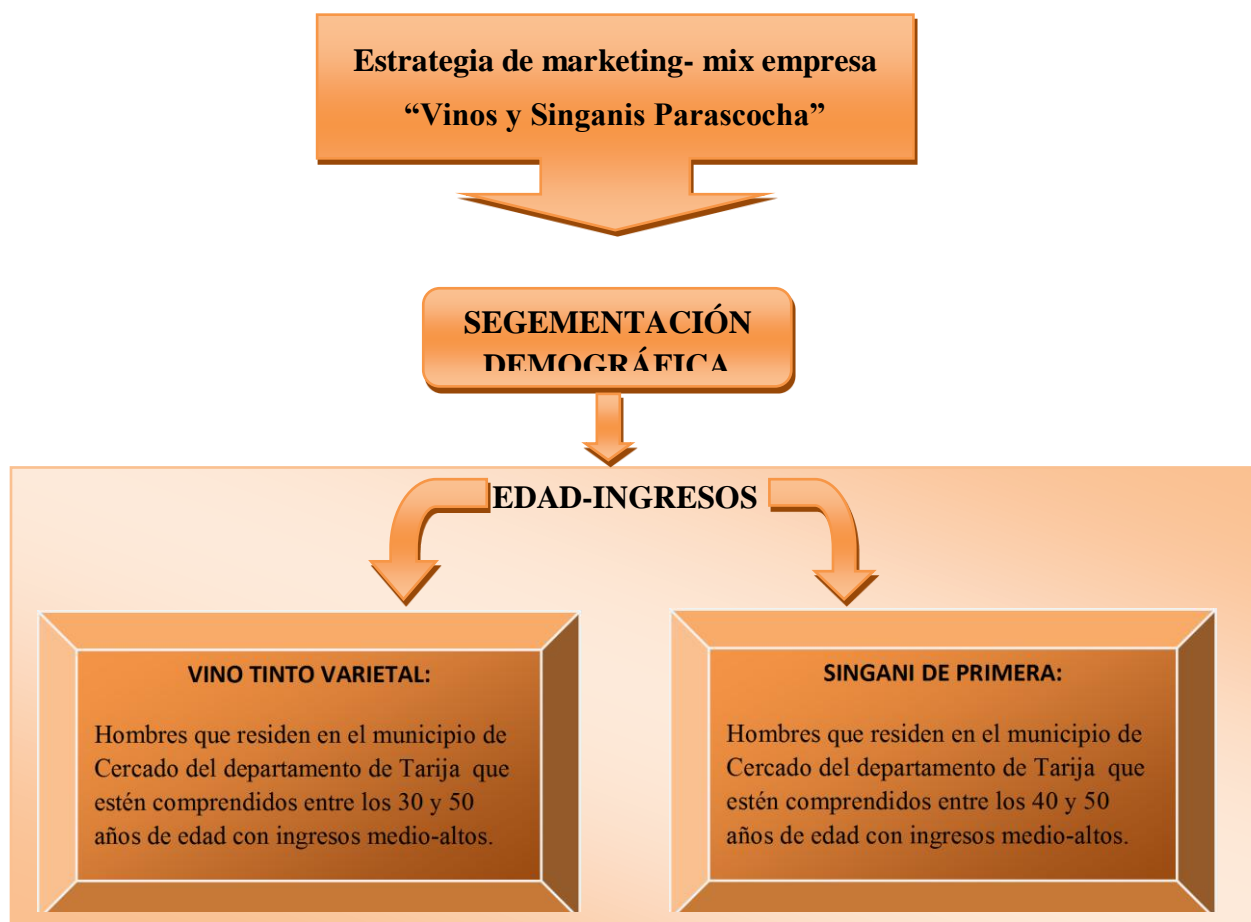 Estrategia de marketing- mix empresa
“Vinos y Singanis Parascocha”
SEGEMENTACIÓN
DEMOGRÁFICA
EDAD-INGRESOS
VINO TINTO VARIETAL:
Hombres que residen en el municipio de
Cercado del departamento de Tarija que
estén comprendidos entre los 30 y 50
años de edad con ingresos medio-altos.
SINGANI DE PRIMERA:
Hombres que residen en el municipio de
Cercado del departamento de Tarija que
estén comprendidos entre los 40 y 50
años de edad con ingresos medio-altos.